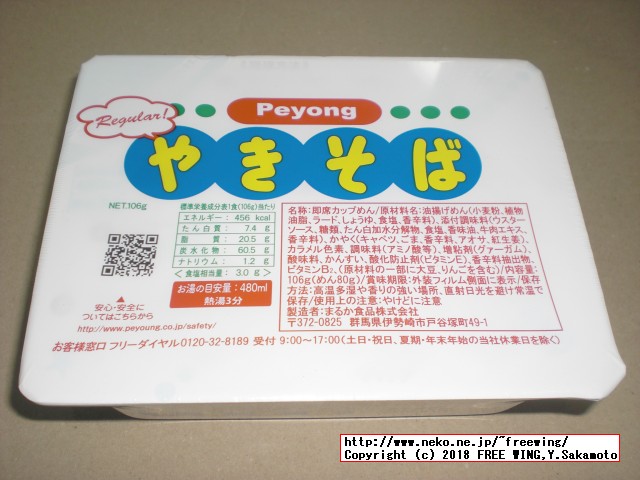 Peyong
Regular!
やきそば
NET.106g
標準栄養成分表1食(106g)当たり
エネルギー: 456 kcal
たん白質: 7.4 g
脂質: 20.5 g
炭水化物: 60.5 g
ナトリウム: 1.2 g
<食塩相当量: 3.0 g>
お湯の目安量: 480ml
熱湯3分
安心・安全に
ついてはこちらから
http://www.peyoung.co.jp/safety/
名称:即席カップめん/原材料名:油揚げめん(小麦粉、植物
油脂、ラード、しょうゆ、食塩、香辛料)、添付調味料(ウスター
ソース、糖類、たん白加水分解物、食塩、香味油、牛肉エキス、
香辛料)、かやく(キャベツ、ごま、香辛料、アオサ、紅生姜)、
カラメル色素、調味料(アミノ酸等)、増粘剤(グァーガム)、
酸味料、かんすい、酸化防止剤(ビタミンE)、香辛料抽出物、
ビタミンB₂、(原材料の一部に大豆、りんごを含む)/内容量:
106g(めん80g)/賞味期限:外装フィルム側面に表示/保存
方法:高温多湿や香りの強い場所、直射日光を避け常温で
保存/使用上の注意:やけどに注意
製造者:まるか食品株式会社
〒372-0825 群馬県伊勢崎市戸谷塚町49-1
お客様窓口 フリーダイヤル0120-32-8189 受付 9:00〜17:00(土・日・祝日、夏期・年末年始の当社休業日を除く)
http://www.neko.ne.jp/~freewing/
Copyright (c) 2018 FREE WING,Y.Sakamoto